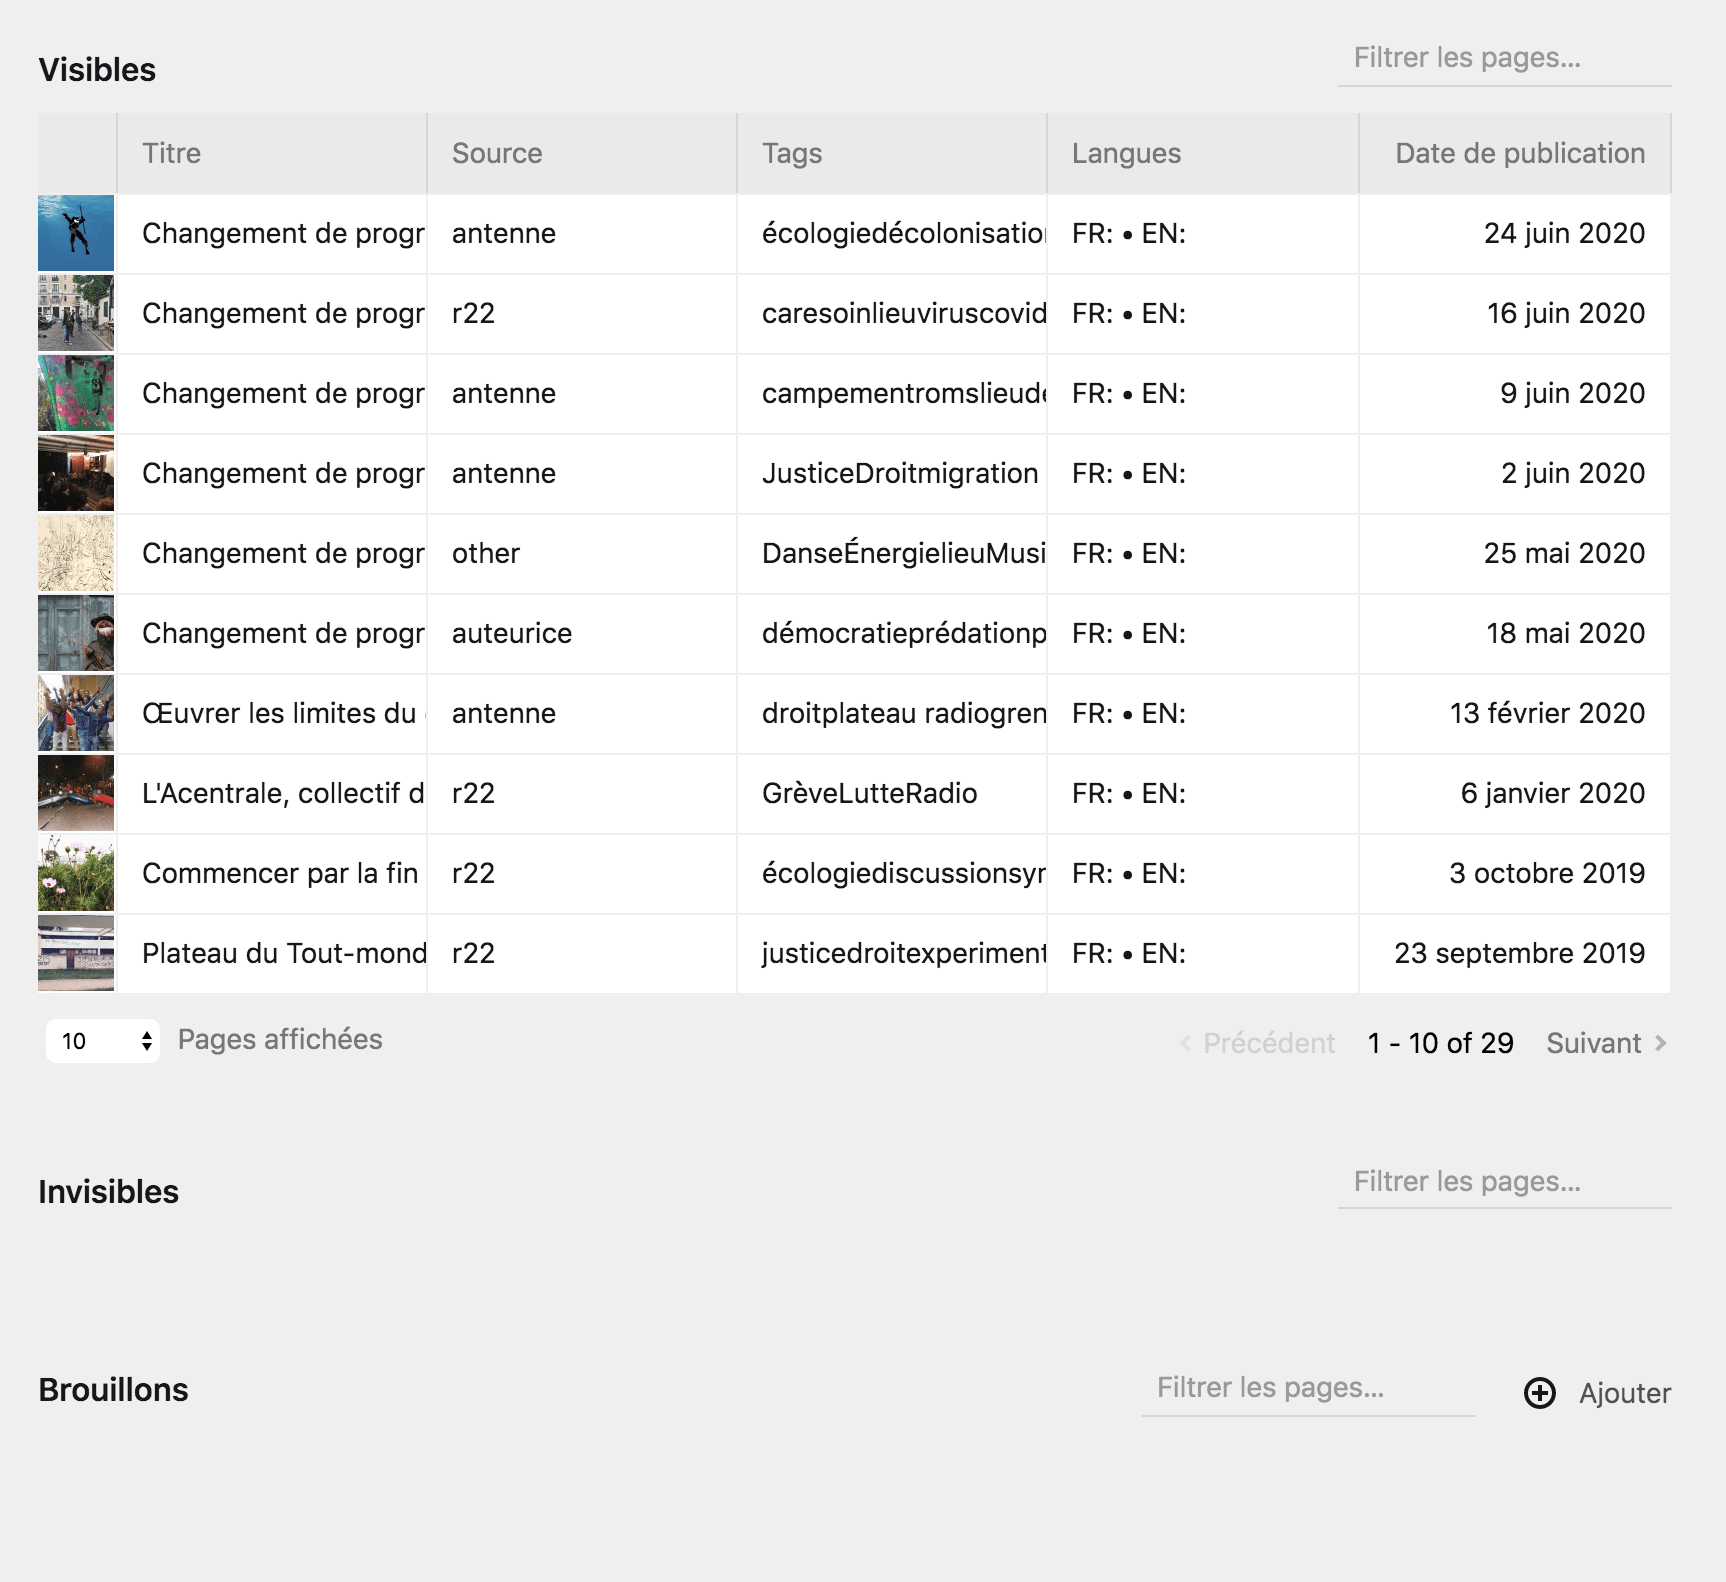 Visibles
Filtrer les pages...
Titre Source Tags Langues Date de publication
Changement de progr antenne écologiedécolonisation FR: • EN: 24 juin 2020
Changement de progr r22 caresoinlieuviruscovid FR: • EN: 16 juin 2020
Changement de progr antenne campementromslieude FR: • EN: 9 juin 2020
Changement de progr antenne JusticeDroitmigration FR: • EN: 2 juin 2020
Changement de progr other DanseÉnergielieuMusi FR: • EN: 25 mai 2020
Changement de progr auteurice démocratieprédationp FR: • EN: 18 mai 2020
Œuvrer les limites du antenne droitplateau radiogren FR: • EN: 13 février 2020
L'Acentrale, collectif d r22 GrèveLutteRadio FR: • EN: 6 janvier 2020
Commencer par la fin r22 écologiediscussionsyn FR: • EN: 3 octobre 2019
Plateau du Tout-mond r22 justicedroitexperiment FR: • EN: 23 septembre 2019
10 Pages affichées Précédent 1 - 10 of 29 Suivant
Invisibles
Filtrer les pages...
Brouillons
Filtrer les pages... Ajouter